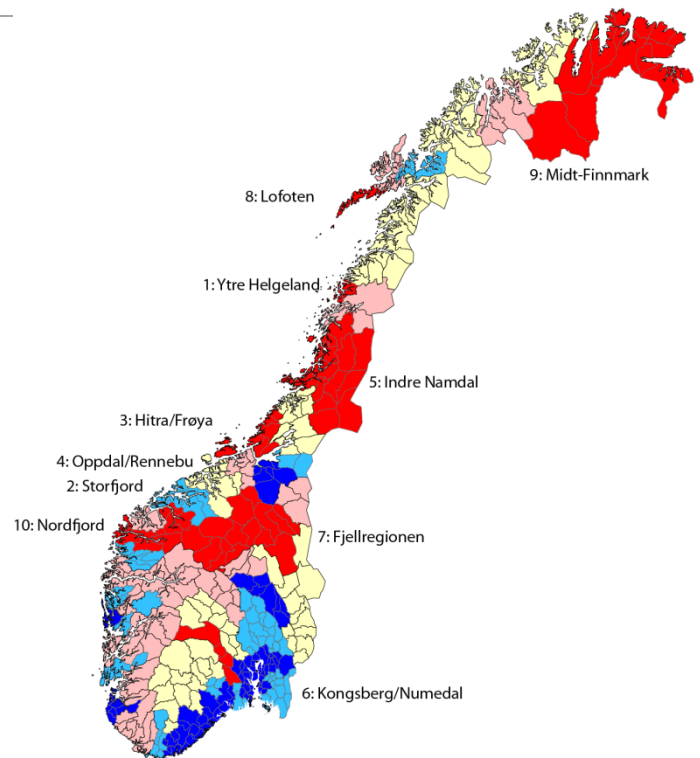 9: Midt-Finnmark
8: Lofoten
1: Ytre Helgeland
5: Indre Namdal
3: Hitra/Frøya
4: Oppdal/Rennebu
2: Storfjord
10: Nordfjord
7: Fjellregionen
6: Kongsberg/Numedal